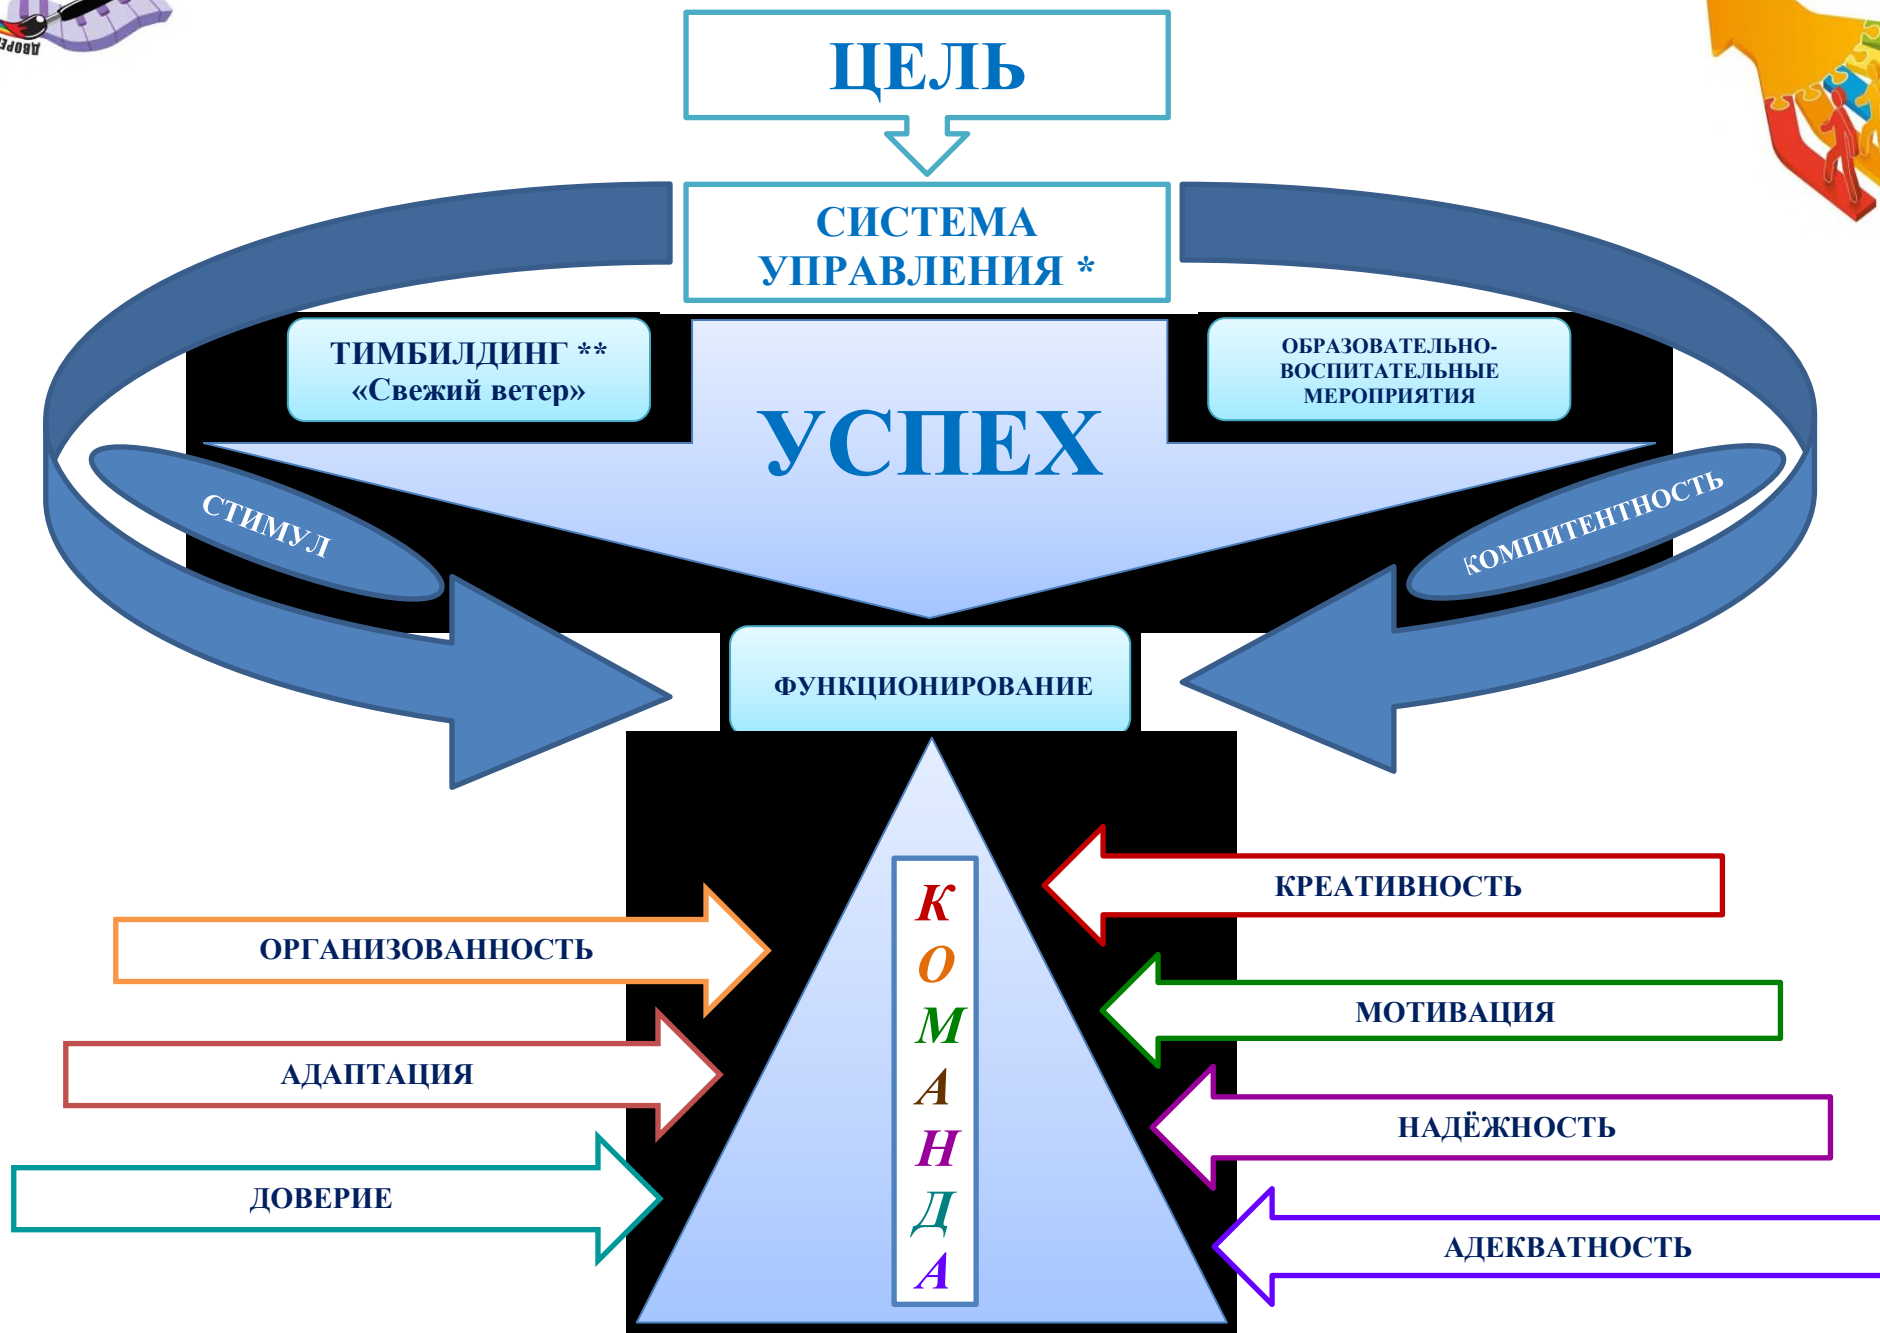 ЦЕЛЬ
СИСТЕМА
УПРАВЛЕНИЯ *
ТИМБИЛДИНГ **
«Свежий ветер»
ОБРАЗОВАТЕЛЬНО-
ВОСПИТАТЕЛЬНЫЕ
МЕРОПРИЯТИЯ
УСПЕХ
СТИМУЛ
КОМПИТЕНТНОСТЬ
ФУНКЦИОНИРОВАНИЕ
К
О
М
А
Н
Д
А
КРЕАТИВНОСТЬ
ОРГАНИЗОВАННОСТЬ
МОТИВАЦИЯ
АДАПТАЦИЯ
НАДЁЖНОСТЬ
ДОВЕРИЕ
АДЕКВАТНОСТЬ